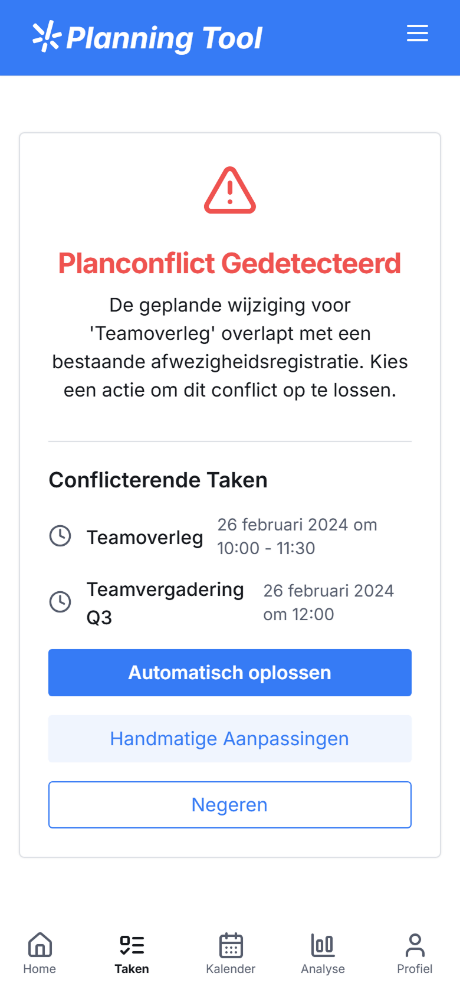 Planning Tool
Planconflict Gedetecteerd
De geplande wijziging voor
'Teamoverleg' overlapt met een
bestaande afwezigheidsregistratie. Kies
een actie om dit conflict op te lossen.
Conflicterende Taken
Teamoverleg
26 februari 2024 om
10:00 - 11:30
Teamvergadering
Q3
26 februari 2024
om 12:00
Automatisch oplossen
Handmatige Aanpassingen
Negeren
Home
Taken
Kalender
Analyse
Profiel